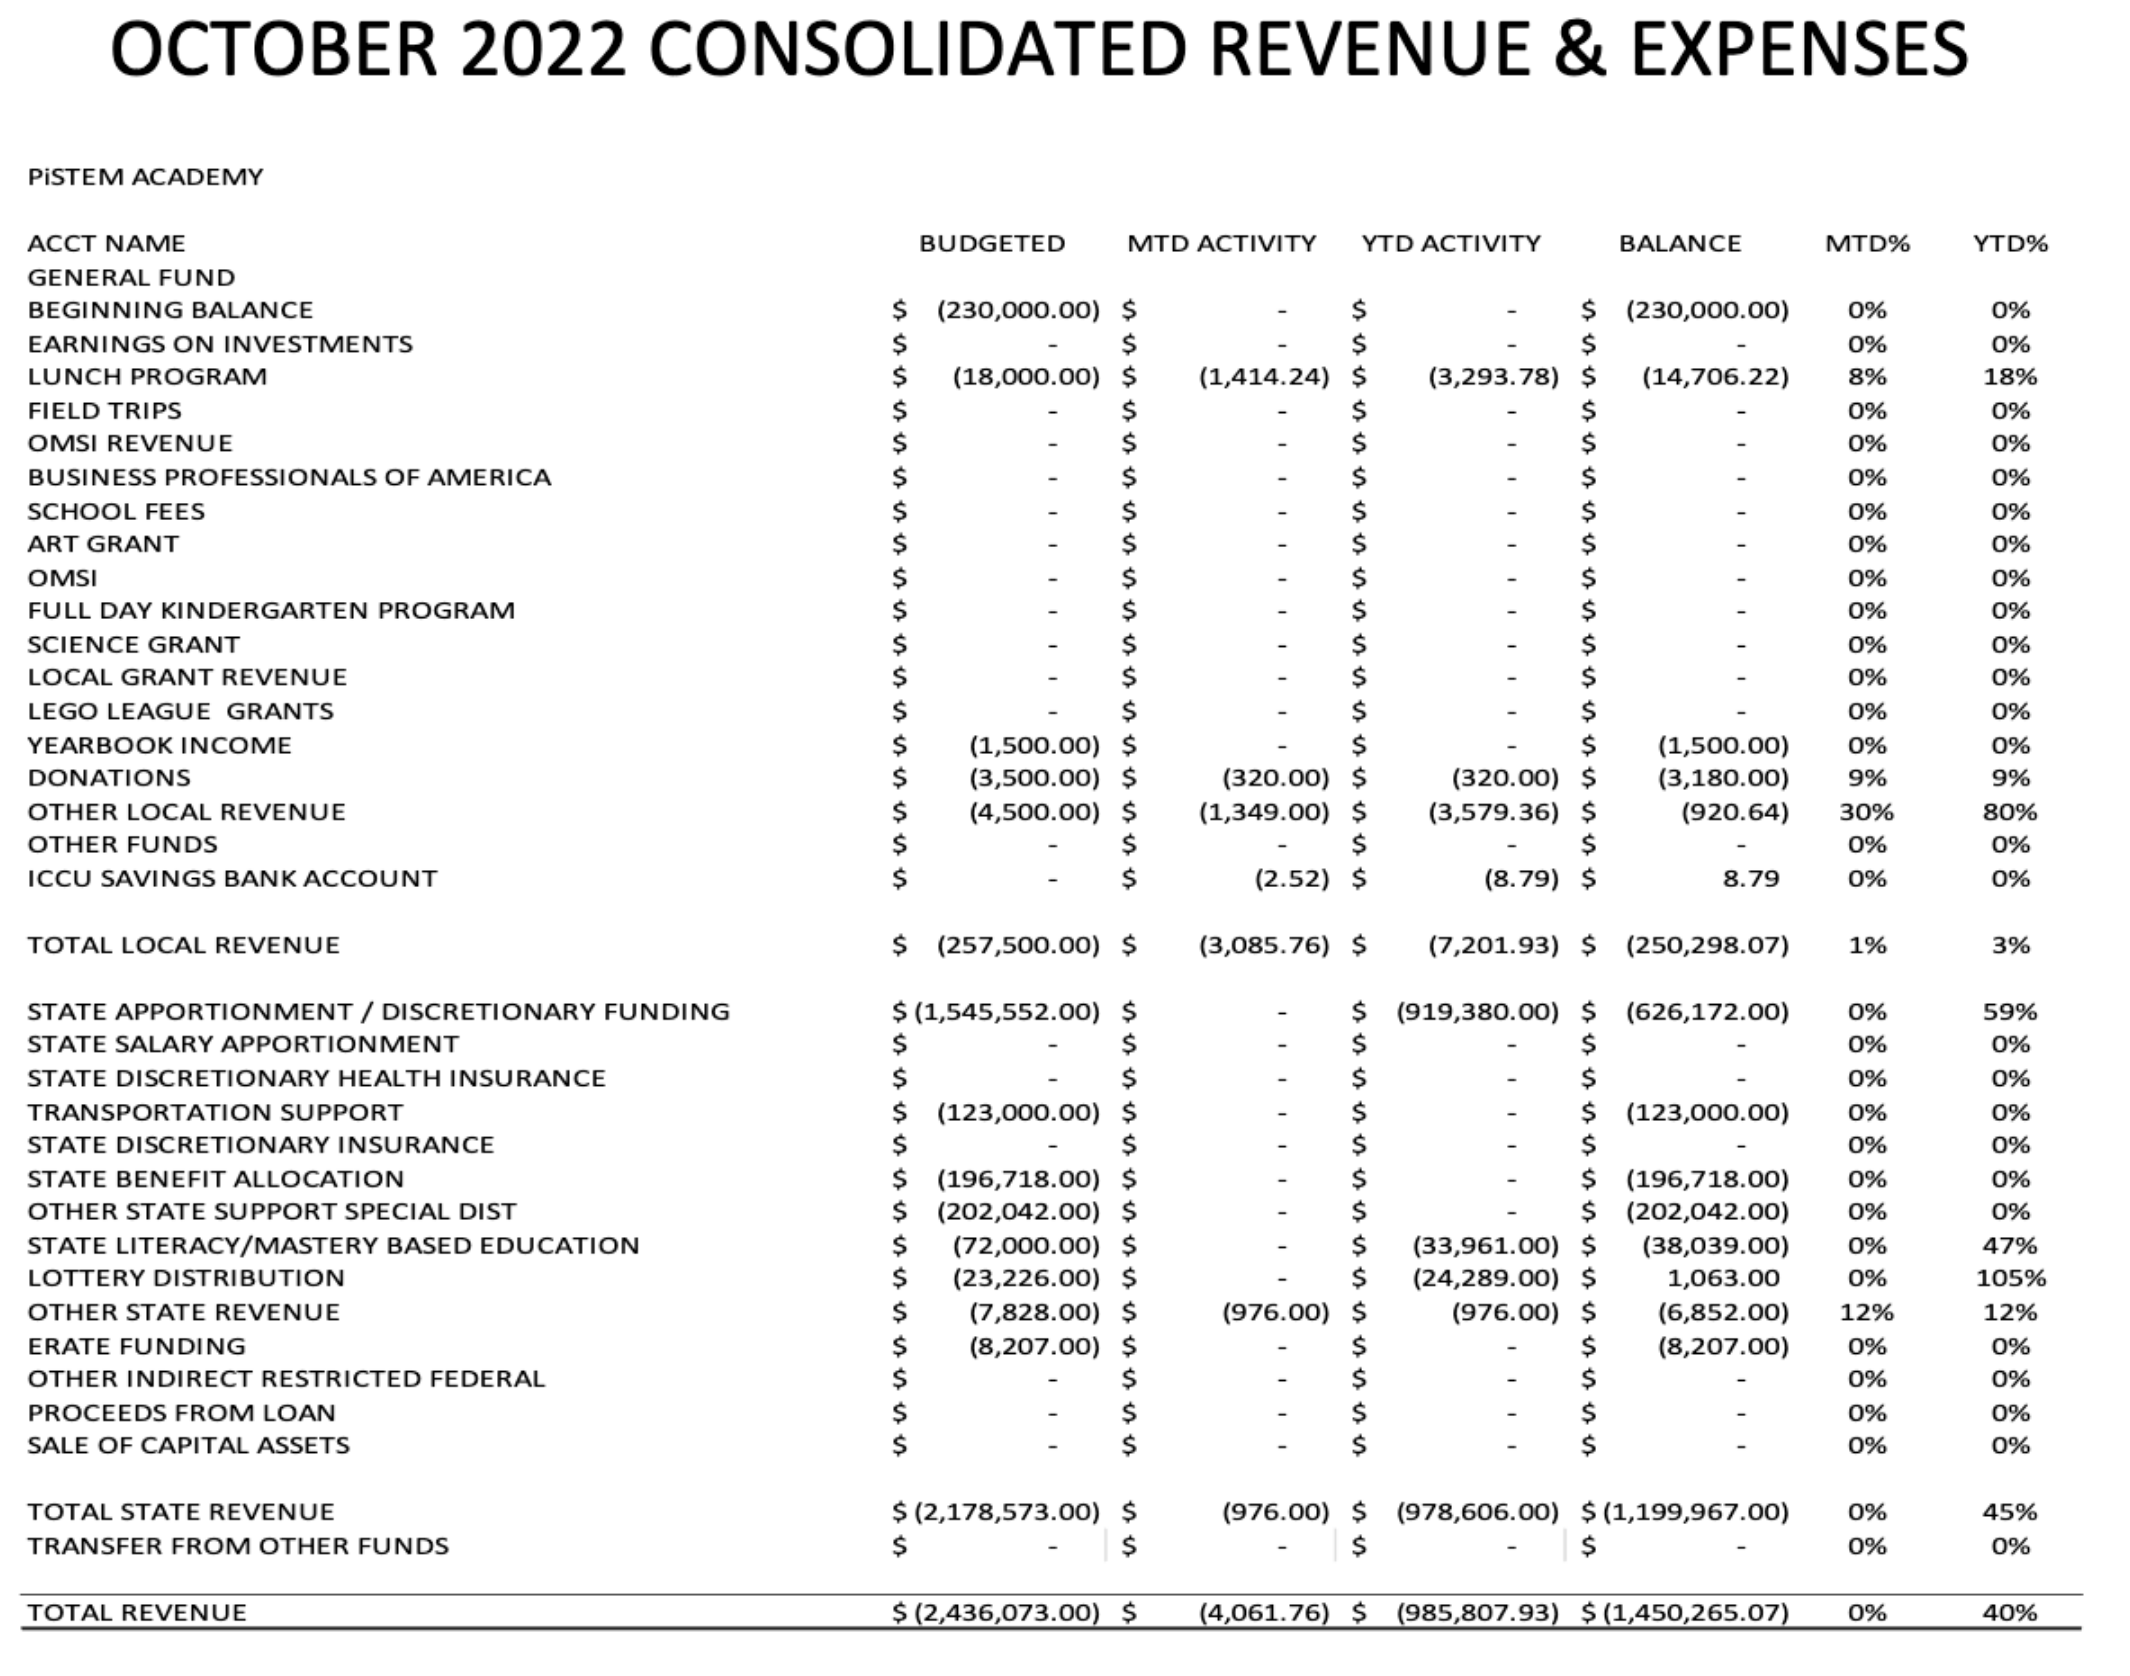 OCTOBER 2022 CONSOLIDATED REVENUE & EXPENSES
PiSTEM ACADEMY
ACCT NAME BUDGETED MTD ACTIVITY YTD ACTIVITY BALANCE MTD% YTD%
GENERAL FUND
BEGINNING BALANCE $ (230,000.00) $ - $ - $ (230,000.00) 0% 0%
EARNINGS ON INVESTMENTS $ - $ - $ - $ - 0% 0%
LUNCH PROGRAM $ (18,000.00) $ (1,414.24) $ (3,293.78) $ (14,706.22) 8% 18%
FIELD TRIPS $ - $ - $ - $ - 0% 0%
OMSI REVENUE $ - $ - $ - $ - 0% 0%
BUSINESS PROFESSIONALS OF AMERICA $ - $ - $ - $ - 0% 0%
SCHOOL FEES $ - $ - $ - $ - 0% 0%
ART GRANT $ - $ - $ - $ - 0% 0%
OMSI $ - $ - $ - $ - 0% 0%
FULL DAY KINDERGARTEN PROGRAM $ - $ - $ - $ - 0% 0%
SCIENCE GRANT $ - $ - $ - $ - 0% 0%
LOCAL GRANT REVENUE $ - $ - $ - $ - 0% 0%
LEGO LEAGUE GRANTS $ - $ - $ - $ - 0% 0%
YEARBOOK INCOME $ (1,500.00) $ - $ - $ (1,500.00) 0% 0%
DONATIONS $ (3,500.00) $ (320.00) $ (320.00) $ (3,180.00) 9% 9%
OTHER LOCAL REVENUE $ (4,500.00) $ (1,349.00) $ (3,579.36) $ (920.64) 30% 80%
OTHER FUNDS $ - $ - $ - $ - 0% 0%
ICCU SAVINGS BANK ACCOUNT $ - $ (2.52) $ (8.79) $ 8.79 0% 0%
TOTAL LOCAL REVENUE $ (257,500.00) $ (3,085.76) $ (7,201.93) $ (250,298.07) 1% 3%
STATE APPORTIONMENT / DISCRETIONARY FUNDING $ (1,545,552.00) $ - $ (919,380.00) $ (626,172.00) 0% 59%
STATE SALARY APPORTIONMENT $ - $ - $ - $ - 0% 0%
STATE DISCRETIONARY HEALTH INSURANCE $ - $ - $ - $ - 0% 0%
TRANSPORTATION SUPPORT $ (123,000.00) $ - $ - $ (123,000.00) 0% 0%
STATE DISCRETIONARY INSURANCE $ - $ - $ - $ - 0% 0%
STATE BENEFIT ALLOCATION $ (196,718.00) $ - $ - $ (196,718.00) 0% 0%
OTHER STATE SUPPORT SPECIAL DIST $ (202,042.00) $ - $ - $ (202,042.00) 0% 0%
STATE LITERACY/MASTERY BASED EDUCATION $ (72,000.00) $ - $ (33,961.00) $ (38,039.00) 0% 47%
LOTTERY DISTRIBUTION $ (23,226.00) $ - $ (24,289.00) $ 1,063.00 0% 105%
OTHER STATE REVENUE $ (7,828.00) $ (976.00) $ (976.00) $ (6,852.00) 12% 12%
ERATE FUNDING $ (8,207.00) $ - $ - $ (8,207.00) 0% 0%
OTHER INDIRECT RESTRICTED FEDERAL $ - $ - $ - $ - 0% 0%
PROCEEDS FROM LOAN $ - $ - $ - $ - 0% 0%
SALE OF CAPITAL ASSETS $ - $ - $ - $ - 0% 0%
TOTAL STATE REVENUE $ (2,178,573.00) $ (976.00) $ (978,606.00) $ (1,199,967.00) 0% 45%
TRANSFER FROM OTHER FUNDS $ - $ - $ - $ - 0% 0%
TOTAL REVENUE $ (2,436,073.00) $ (4,061.76) $ (985,807.93) $ (1,450,265.07) 0% 40%